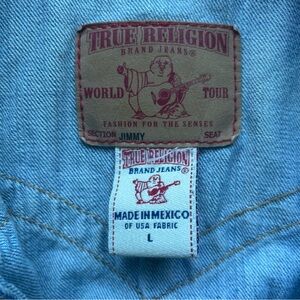 TRUE RELIGION
BRAND JEANS®
WORLD TOUR
FASHION FOR THE SENSES
SECTION JIMMY SEAT
TRUE RELIGION
BRAND JEANS
MADE IN MEXICO
OF USA FABRIC
L